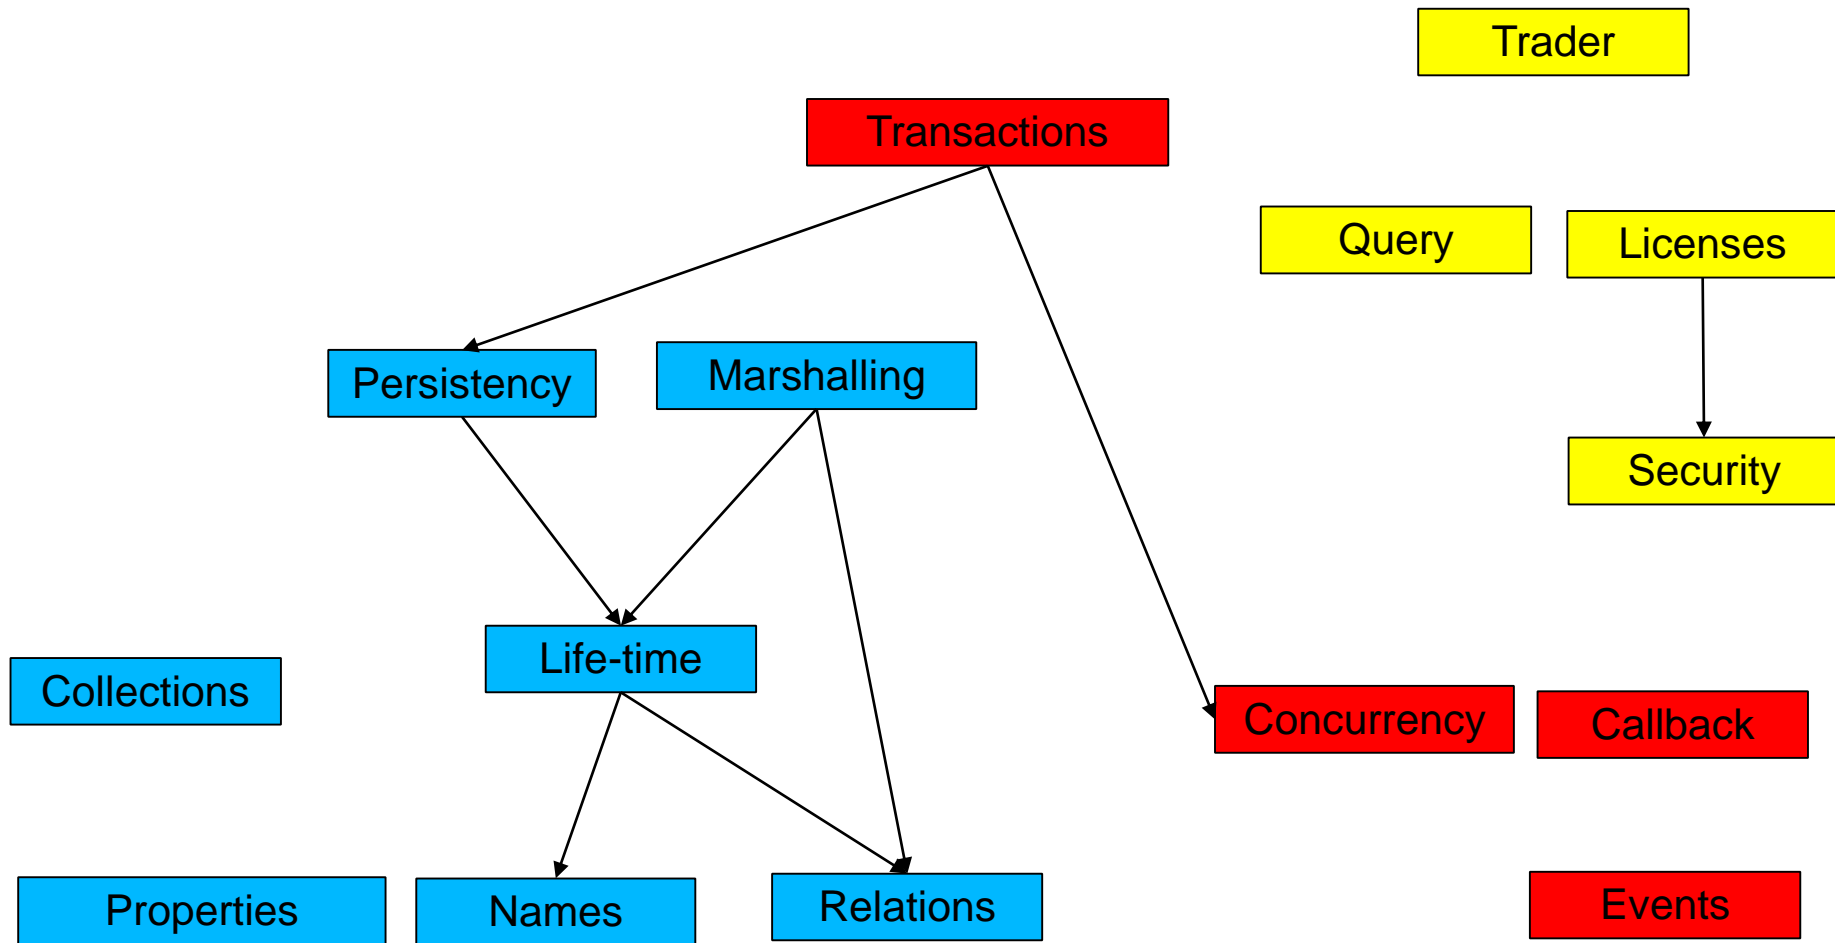 Trader
Transactions
Query
Licenses
Persistency
Marshalling
Security
Life-time
Collections
Concurrency
Callback
Properties
Names
Relations
Events